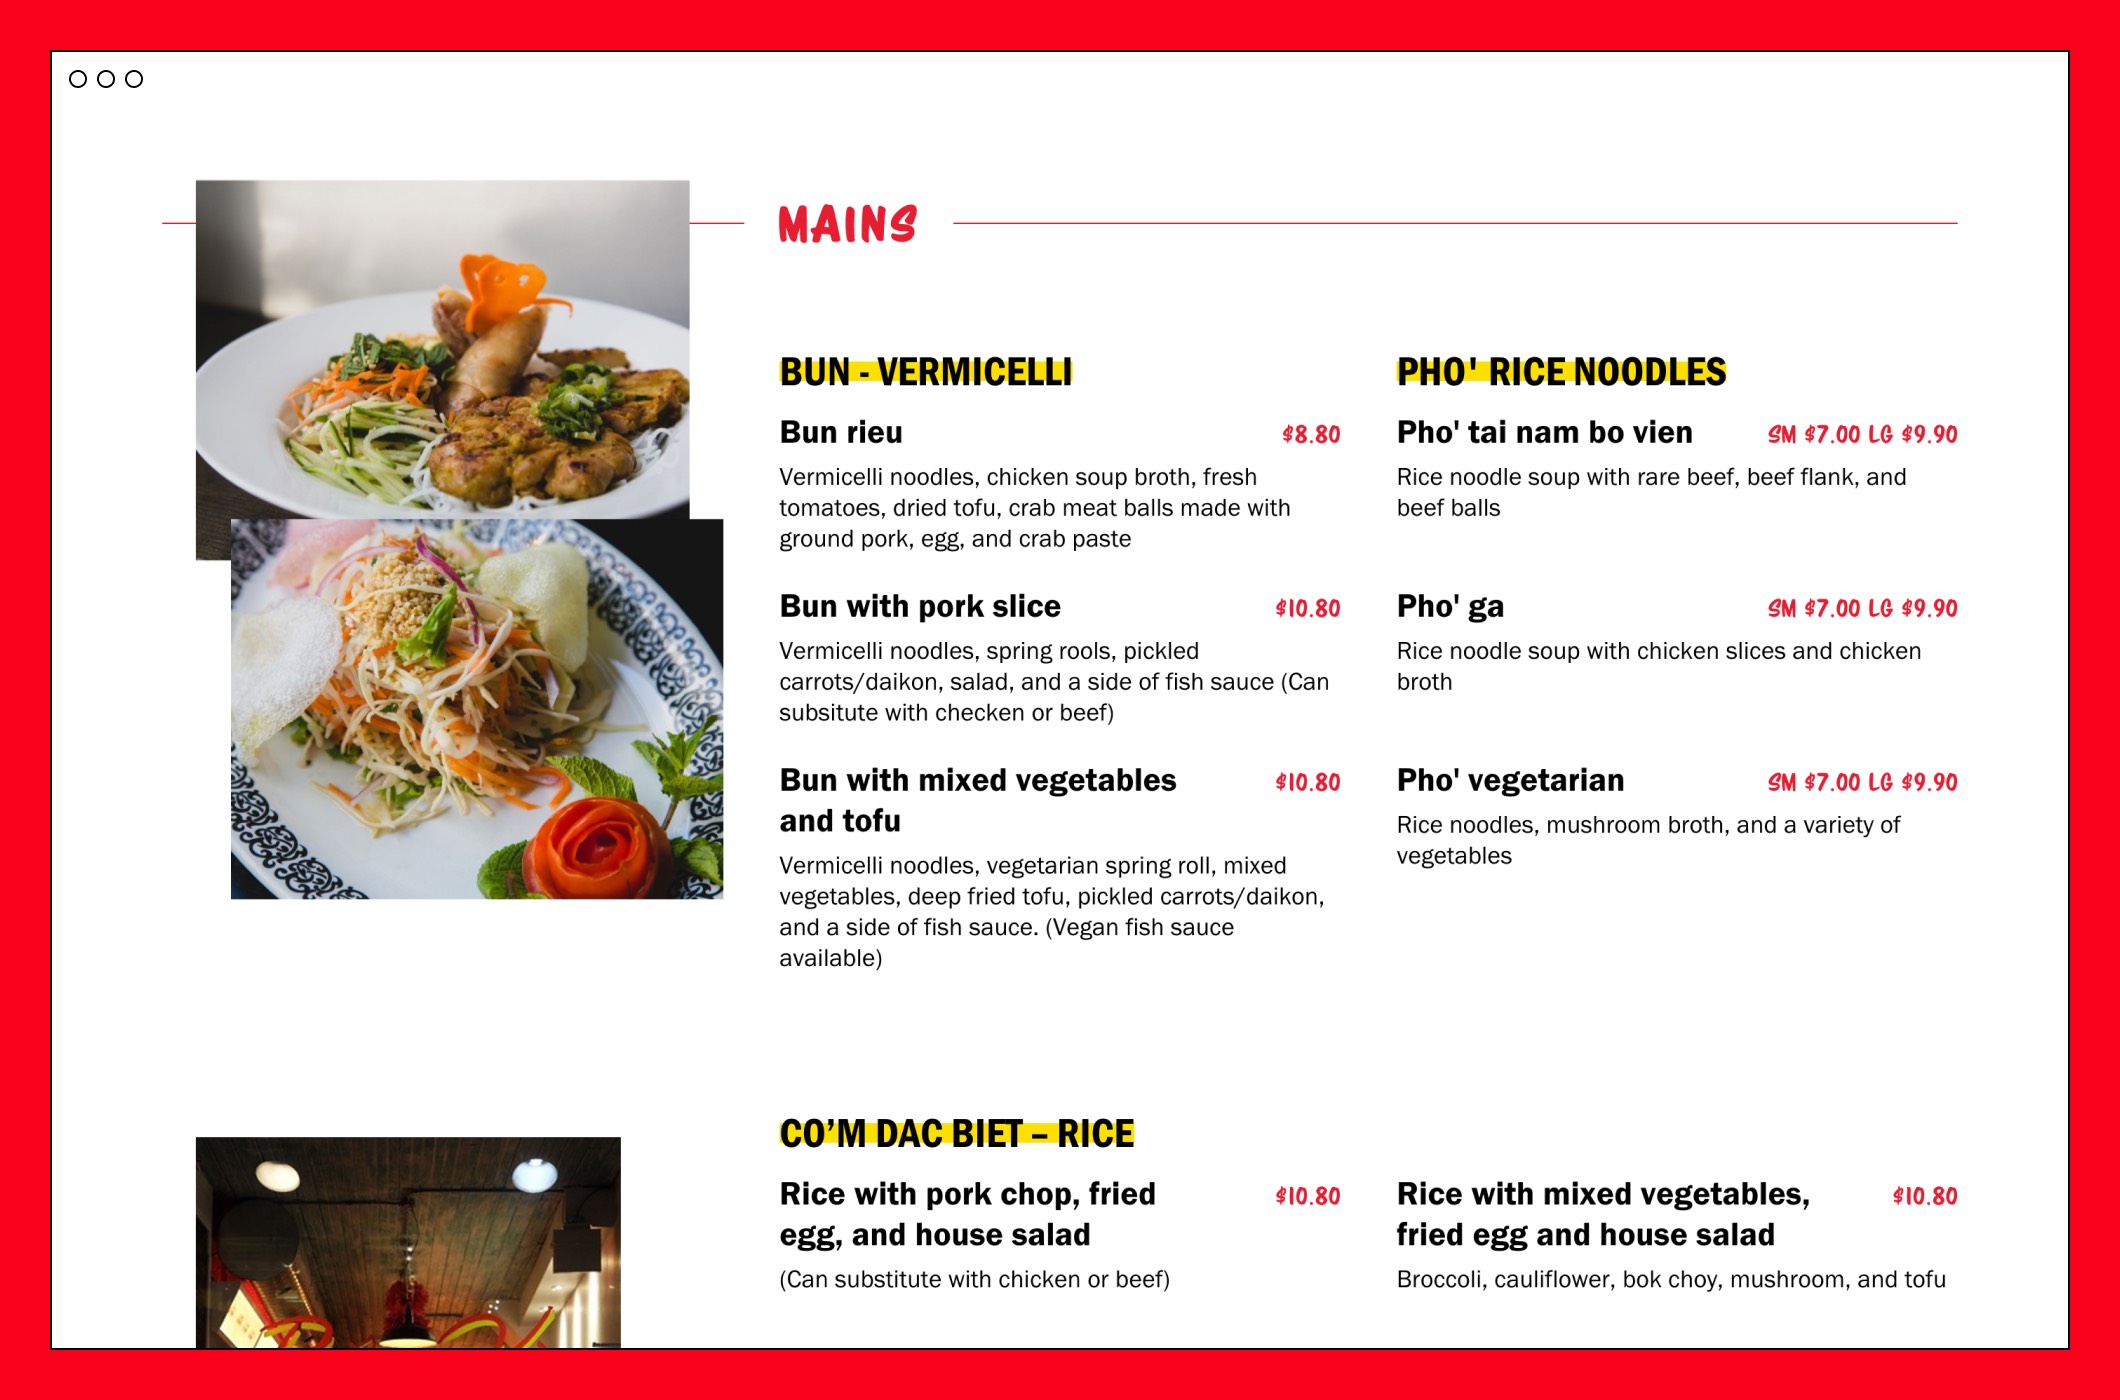 MAINS
BUN - VERMICELLI
Bun rieu $8.80
Vermicelli noodles, chicken soup broth, fresh
tomatoes, dried tofu, crab meat balls made with
ground pork, egg, and crab paste
Bun with pork slice $10.80
Vermicelli noodles, spring rools, pickled
carrots/daikon, salad, and a side of fish sauce (Can
subsitute with checken or beef)
Bun with mixed vegetables $10.80
and tofu
Vermicelli noodles, vegetarian spring roll, mixed
vegetables, deep fried tofu, pickled carrots/daikon,
and a side of fish sauce. (Vegan fish sauce
available)
PHO' RICE NOODLES
Pho' tai nam bo vien SM $7.00 LG $9.90
Rice noodle soup with rare beef, beef flank, and
beef balls
Pho' ga SM $7.00 LG $9.90
Rice noodle soup with chicken slices and chicken
broth
Pho' vegetarian SM $7.00 LG $9.90
Rice noodles, mushroom broth, and a variety of
vegetables
CO’M DAC BIET – RICE
Rice with pork chop, fried $10.80
egg, and house salad
(Can substitute with chicken or beef)
Rice with mixed vegetables, $10.80
fried egg and house salad
Broccoli, cauliflower, bok choy, mushroom, and tofu